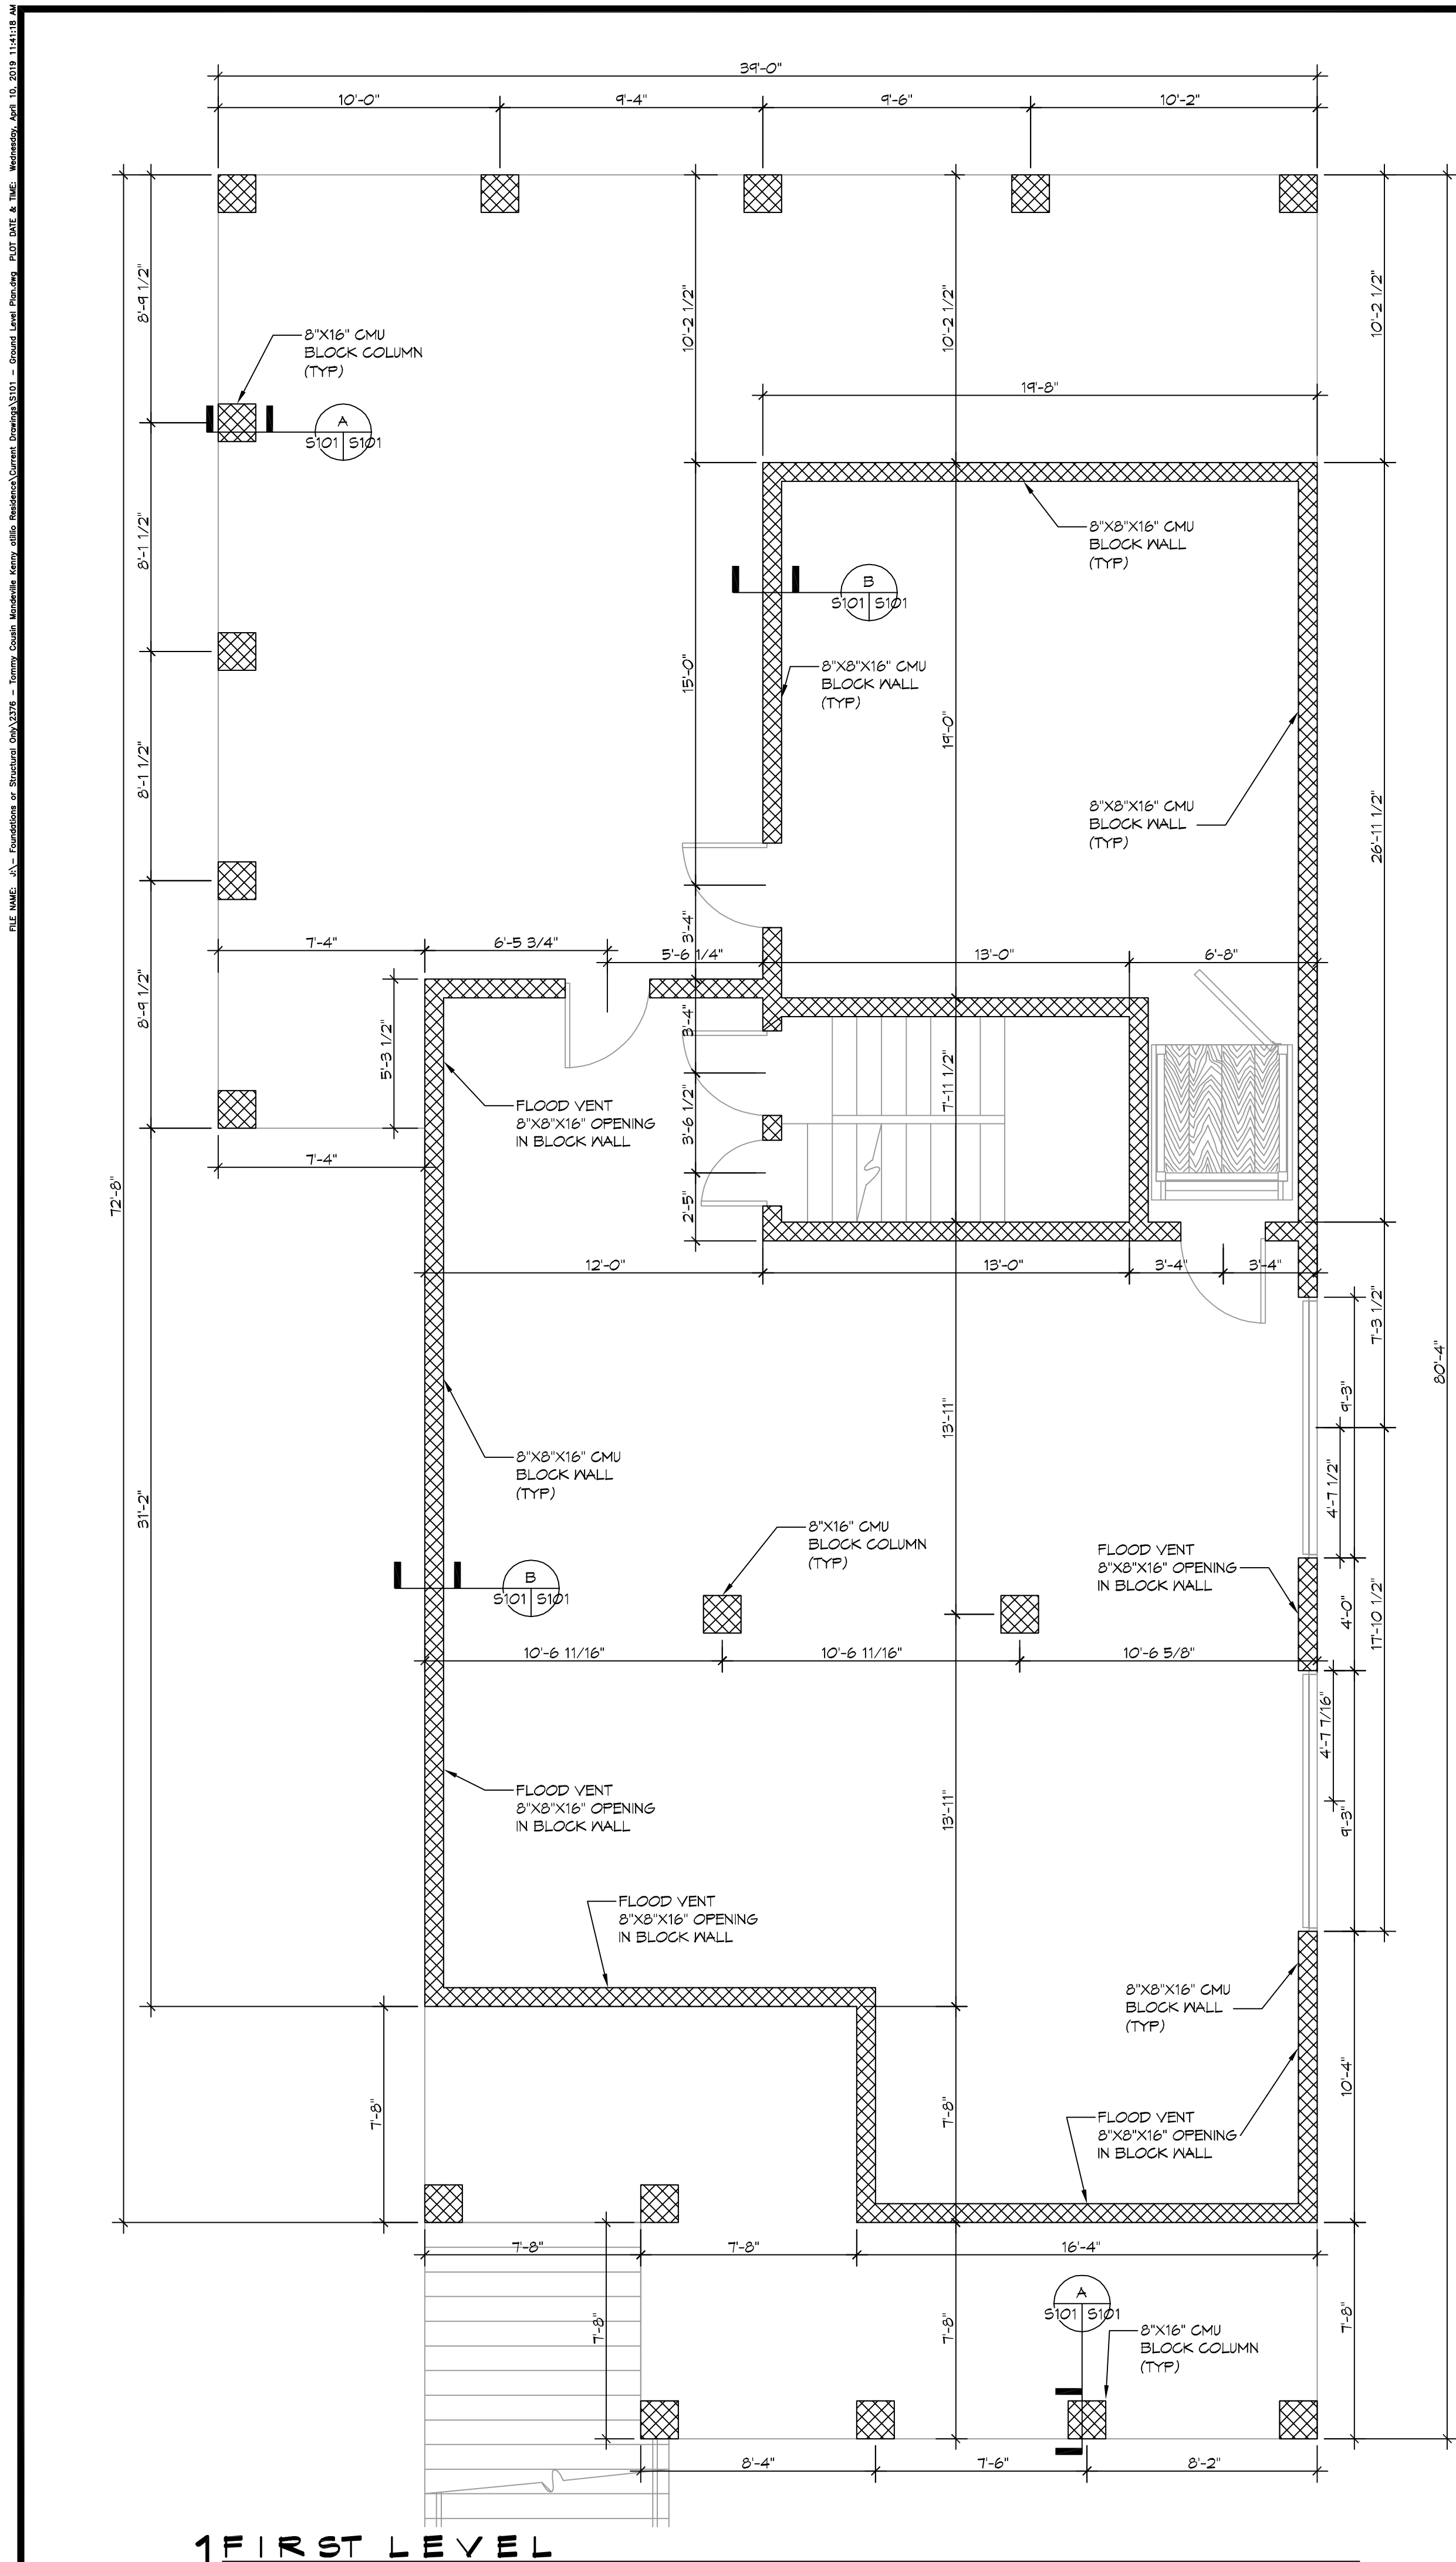 FILE NAME: J:\- Foundations or Structural Only\2376 - Tommy Cousin Mandeville Kenny otillio Residence\Current Drawings\S101 - Ground Level Plan.dwg PLOT DATE & TIME: Wednesday, April 10, 2019 11:41:18 AM
39'-0"
10'-0" 9'-4" 9'-6" 10'-2"
8'-9 1/2"
10'-2 1/2"
10'-2 1/2"
10'-2 1/2"
8"X16" CMU
BLOCK COLUMN
(TYP)
19'-8"
A
S101 S101
8'-1 1/2"
8"X8"X16" CMU
BLOCK WALL
(TYP)
B
S101 S101
15'-0"
8"X8"X16" CMU
BLOCK WALL
(TYP)
19'-0"
8'-1 1/2"
8"X8"X16" CMU
BLOCK WALL
(TYP)
26'-11 1/2"
3'-4"
7'-4" 6'-5 3/4"
5'-6 1/4" 13'-0" 6'-8"
8'-9 1/2"
5'-3 1/2"
3'-4"
7'-11 1/2"
FLOOD VENT
8"X8"X16" OPENING
IN BLOCK WALL
3'-6 1/2"
7'-4"
72'-8"
2'-5"
12'-0" 13'-0" 3'-4" 3'-4"
7'-3 1/2"
80'-4"
9'-3"
13'-11"
8"X8"X16" CMU
BLOCK WALL
(TYP)
31'-2"
4'-7 1/2"
8"X16" CMU
BLOCK COLUMN
(TYP)
FLOOD VENT
8"X8"X16" OPENING
IN BLOCK WALL
B
S101 S101
4'-0"
17'-10 1/2"
10'-6 11/16" 10'-6 11/16" 10'-6 5/8"
4'-7 7/16"
FLOOD VENT
8"X8"X16" OPENING
IN BLOCK WALL
13'-11"
9'-3"
FLOOD VENT
8"X8"X16" OPENING
IN BLOCK WALL
8"X8"X16" CMU
BLOCK WALL
(TYP)
10'-4"
7'-8"
7'-8"
FLOOD VENT
8"X8"X16" OPENING
IN BLOCK WALL
7'-8" 7'-8" 16'-4"
A
S101 S101
7'-8"
7'-8"
7'-8"
8"X16" CMU
BLOCK COLUMN
(TYP)
8'-4" 7'-6" 8'-2"
1 FIRST LEVEL